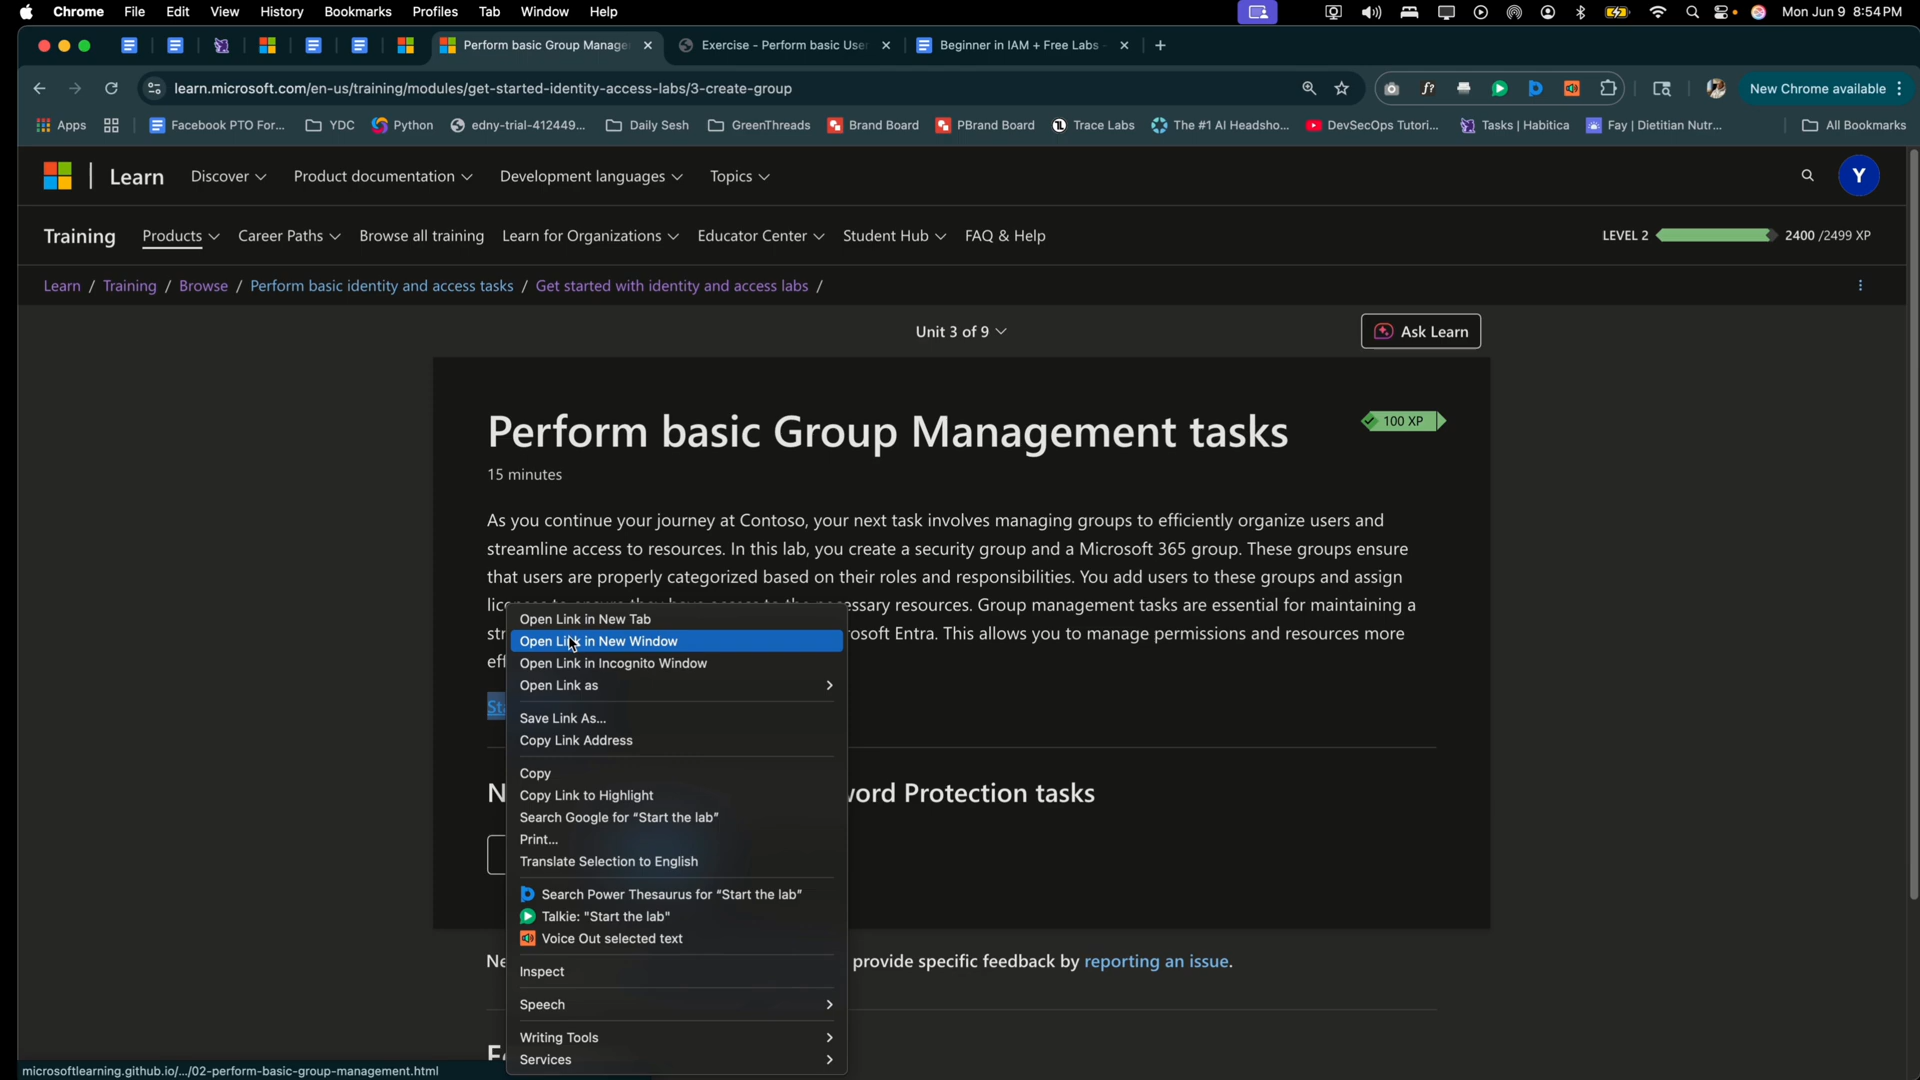 Chrome File Edit View History Bookmarks Profiles Tab Window Help Mon Jun 9 8:54 PM
Perform basic Group Manage Exercise - Perform basic Use Beginner in IAM + Free Labs
learn.microsoft.com/en-us/training/modules/get-started-identity-access-labs/3-create-group New Chrome available
Apps Facebook PTO For... YDC Python edny-trial-412449... Daily Sesh GreenThreads Brand Board PBrand Board Trace Labs The #1 AI Headsho... DevSecOps Tutori... Tasks | Habitica Fay | Dietitian Nutr... All Bookmarks
Learn Discover Product documentation Development languages Topics Y
Training Products Career Paths Browse all training Learn for Organizations Educator Center Student Hub FAQ & Help LEVEL 2 2400 /2499 XP
Learn / Training / Browse / Perform basic identity and access tasks / Get started with identity and access labs /
Unit 3 of 9 Ask Learn
Perform basic Group Management tasks 100 XP
15 minutes
As you continue your journey at Contoso, your next task involves managing groups to efficiently organize users and
streamline access to resources. In this lab, you create a security group and a Microsoft 365 group. These groups ensure
that users are properly categorized based on their roles and responsibilities. You add users to these groups and assign
essary resources. Group management tasks are essential for maintaining a
rosoft Entra. This allows you to manage permissions and resources more
Open Link in New Tab
Open Link in New Window
Open Link in Incognito Window
Open Link as
Save Link As...
Copy Link Address
Copy
Copy Link to Highlight
word Protection tasks
Search Google for “Start the lab”
Print...
Translate Selection to English
Search Power Thesaurus for “Start the lab”
Talkie: "Start the lab"
Voice Out selected text
provide specific feedback by reporting an issue.
Inspect
Speech
Writing Tools
Services
microsoftlearning.github.io/.../02-perform-basic-group-management.html